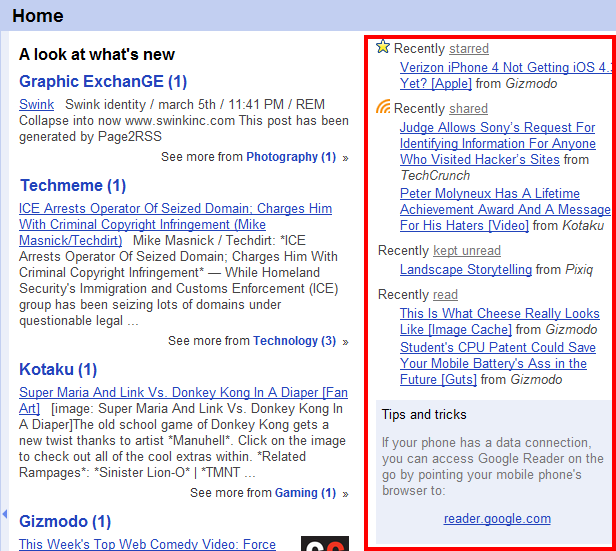 Home
A look at what's new
Graphic ExchanGE (1)
Swink Swink identity / march 5th / 11:41 PM / REM
Collapse into now www.swinkinc.com This post has been
generated by Page2RSS
See more from Photography (1) »
Techmeme (1)
ICE Arrests Operator Of Seized Domain; Charges Him
With Criminal Copyright Infringement (Mike
Masnick/Techdirt) Mike Masnick / Techdirt: *ICE
Arrests Operator Of Seized Domain; Charges Him With
Criminal Copyright Infringement* — While Homeland
Security's Immigration and Customs Enforcement (ICE)
group has been seizing lots of domains under
questionable legal ...
See more from Technology (3) »
Kotaku (1)
Super Maria And Link Vs. Donkey Kong In A Diaper [Fan
Art] [image: Super Maria And Link Vs. Donkey Kong In
A Diaper]The old school game of Donkey Kong gets a
new twist thanks to artist *Manuhell*. Click on the image
to check out all of the cool extras within. *Related
Rampages*: *Sinister Lion-O* | *TMNT ...
See more from Gaming (1) »
Gizmodo (1)
This Week's Top Web Comedy Video: Force
Recently starred
Verizon iPhone 4 Not Getting iOS 4.
Yet? [Apple] from Gizmodo
Recently shared
Judge Allows Sony's Request For
Identifying Information For Anyone
Who Visited Hacker's Sites from
TechCrunch
Peter Molyneux Has A Lifetime
Achievement Award And A Message
For His Haters [Video] from Kotaku
Recently kept unread
Landscape Storytelling from Pixiq
Recently read
This Is What Cheese Really Looks
Like [Image Cache] from Gizmodo
Student's CPU Patent Could Save
Your Mobile Battery's Ass in the
Future [Guts] from Gizmodo
Tips and tricks
If your phone has a data connection,
you can access Google Reader on the
go by pointing your mobile phone's
browser to:
reader.google.com